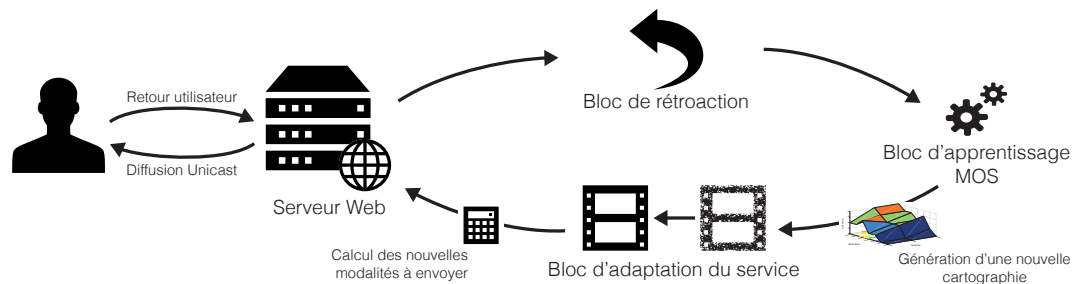 Retour utilisateur
Diffusion Unicast
Serveur Web
Bloc de rétroaction
Bloc d'apprentissage
MOS
Génération d'une nouvelle
cartographie
Bloc d'adaptation du service
Calcul des nouvelles
modalités à envoyer